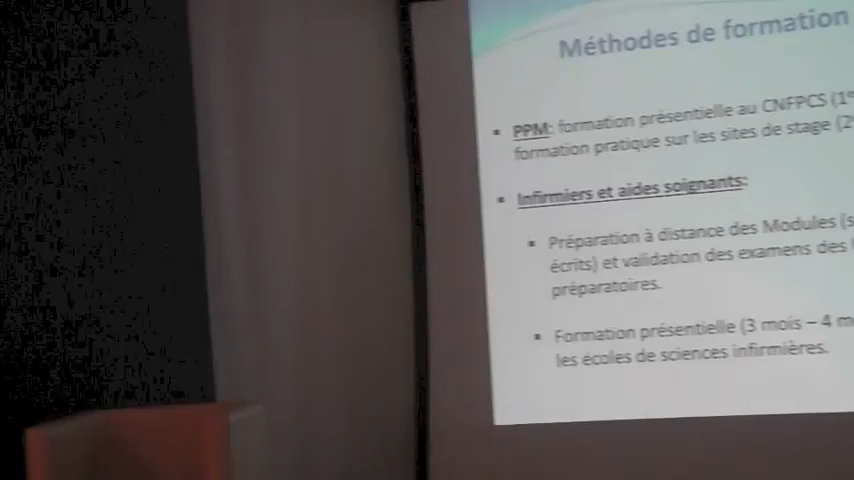 Méthodes de formation
▪ PPM: formation présentielle au CNFPCS (1
formation pratique sur les sites de stage (2
▪ Infirmiers et aides soignants:
▪ Préparation à distance des Modules (s
écrits) et validation des examens des
préparatoires.
▪ Formation présentielle (3 mois – 4 m
les écoles de sciences infirmières.